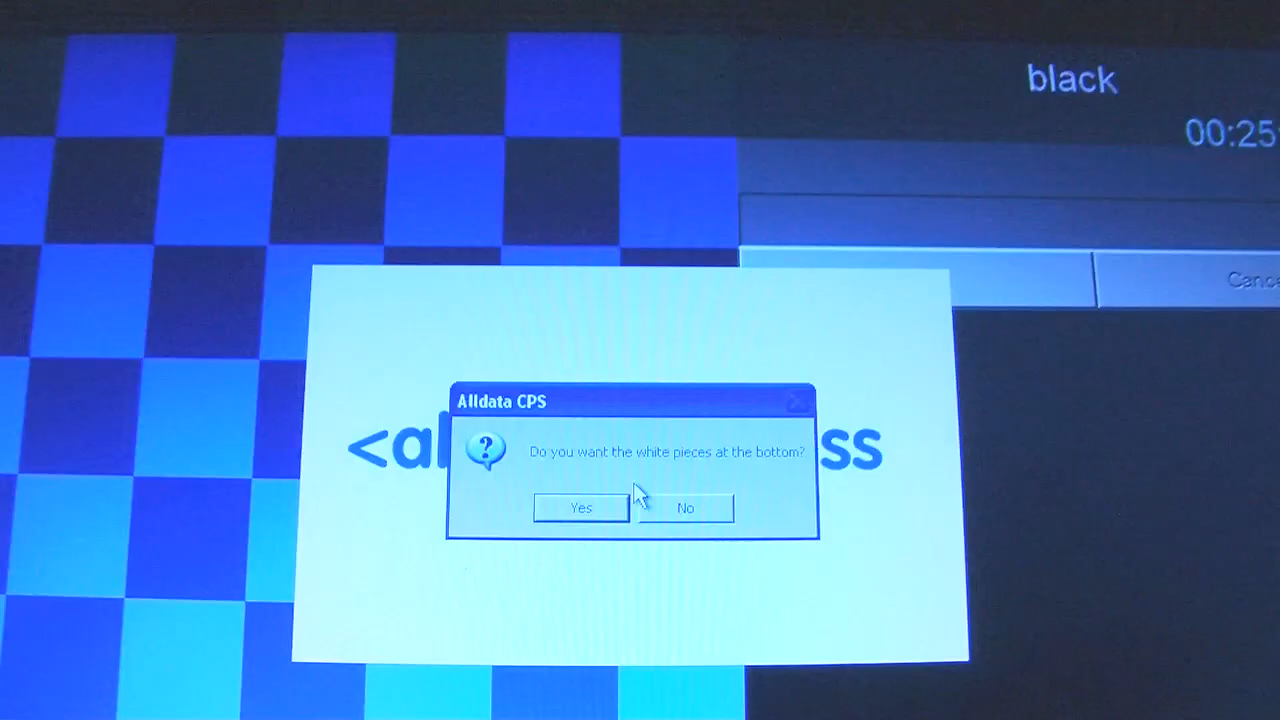 black
00:25
Alldata CPS
Do you want the white pieces at the bottom?
Yes
No